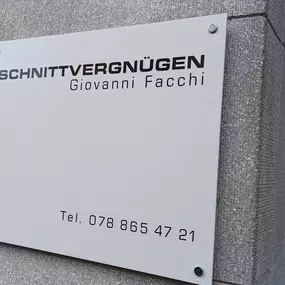 SCHNITTVERGNÜGEN
Giovanni Facchi
Tel. 078 865 47 21